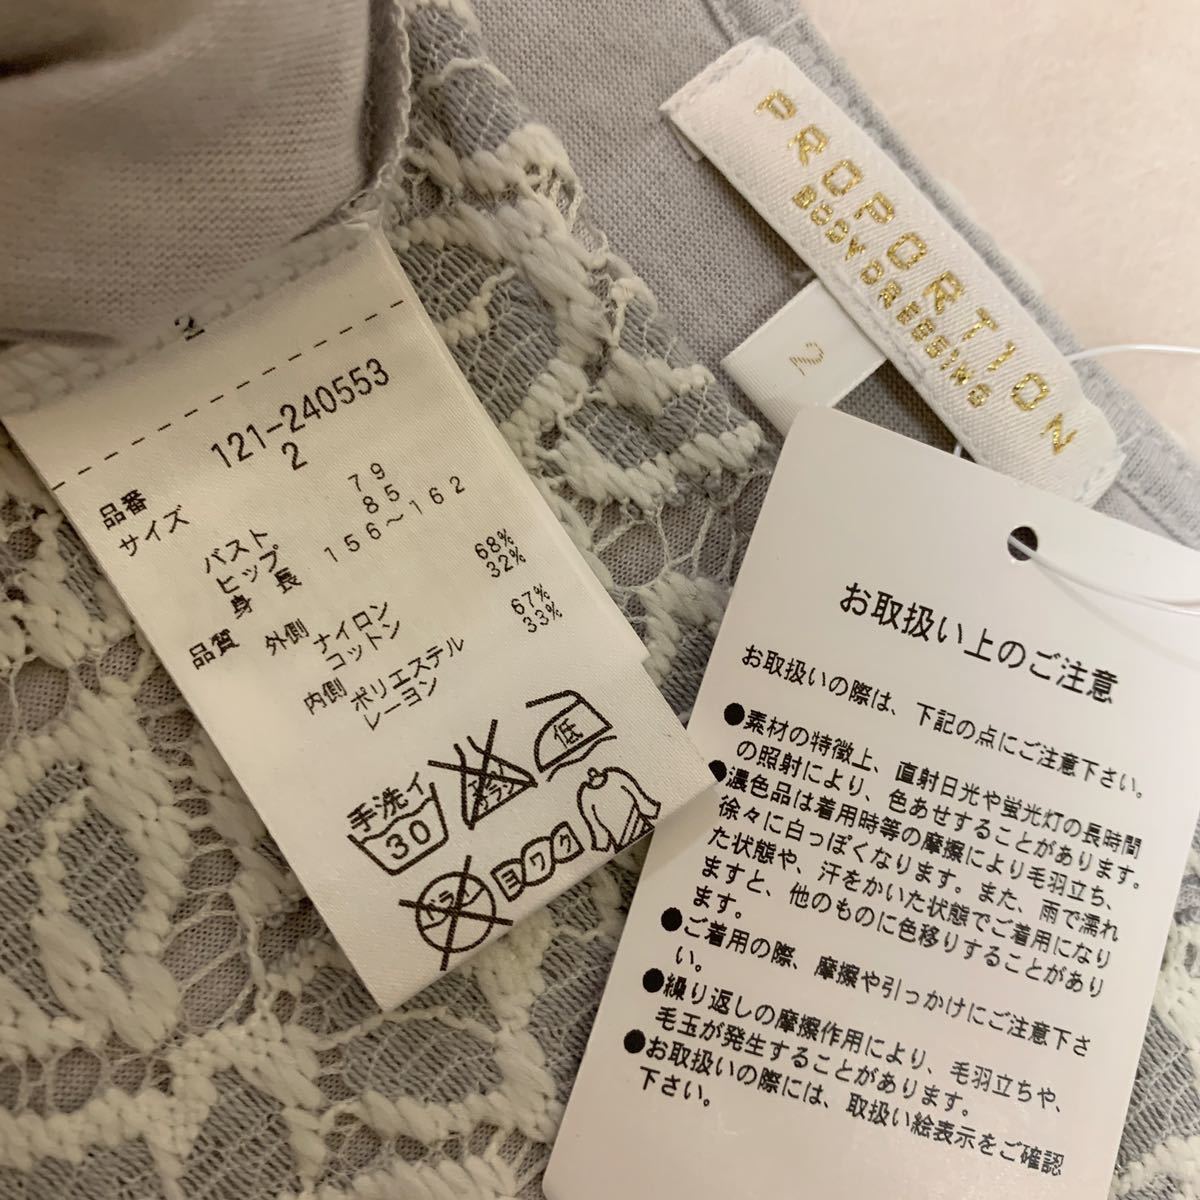 PROPORTION
BODY DRESSING
2
2
121-240553
2
品番
サイズ
バスト 79
ヒップ 85
身長 156～162
品質 外側 ナイロン 68%
コットン 32%
内側 ポリエステル 67%
レーヨン 33%
手洗イ
30
エンソサラシ
低
ドライ
ヨワク
お取扱い上のご注意
お取扱いの際は、下記の点にご注意下さい。
●素材の特徴上、直射日光や蛍光灯の長時間
の照射により、色あせすることがあります。
●濃色品は着用時等の摩擦により毛羽立ち、
徐々に白っぽくなります。また、雨で濡れ
た状態や、汗をかいた状態でご着用になり
ますと、他のものに色移りすることがあり
ます。
●ご着用の際、摩擦や引っかけにご注意下さ
い。
●繰り返しの摩擦作用により、毛羽立ちや、
毛玉が発生することがあります。
●お取扱いの際には、取扱い絵表示をご確認
下さい。